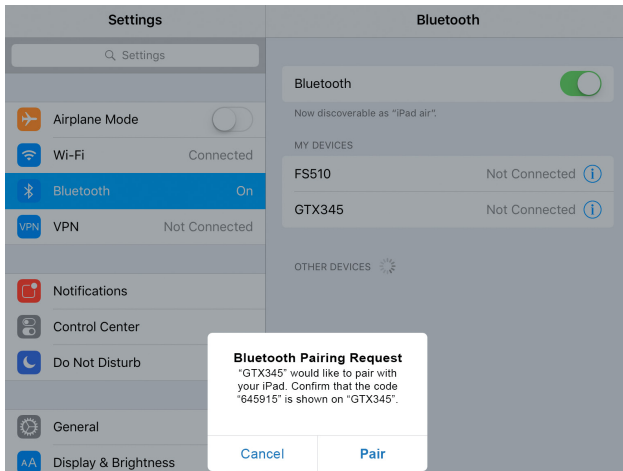 Settings
Bluetooth
Settings
Airplane Mode
Wi-Fi Connected
Bluetooth On
VPN VPN Not Connected
Notifications
Control Center
Do Not Disturb
General
AA Display & Brightness
Bluetooth
Now discoverable as "iPad air".
MY DEVICES
FS510 Not Connected i
GTX345 Not Connected i
OTHER DEVICES
Bluetooth Pairing Request
"GTX345" would like to pair with
your iPad. Confirm that the code
"645915" is shown on "GTX345".
Cancel Pair